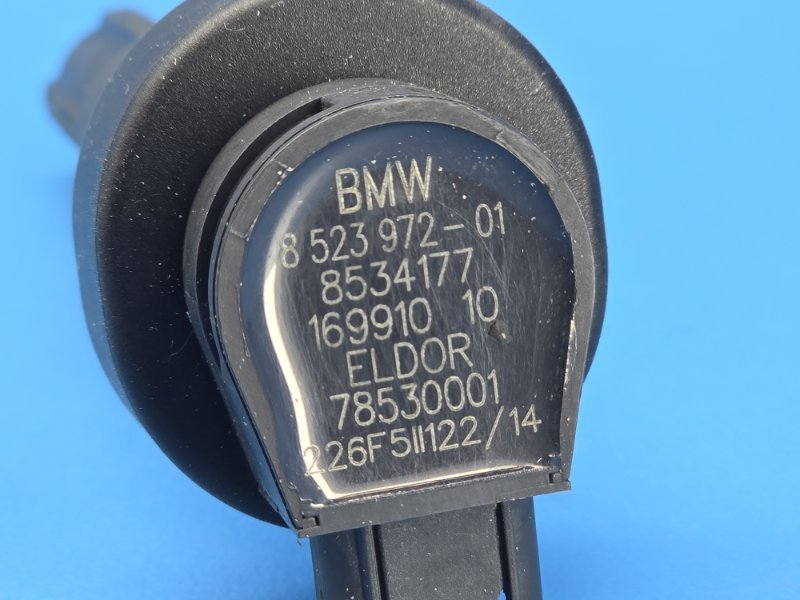 BMW
8 523 972-01
8534177
169910 10
ELDOR
78530001
226F5II122/14